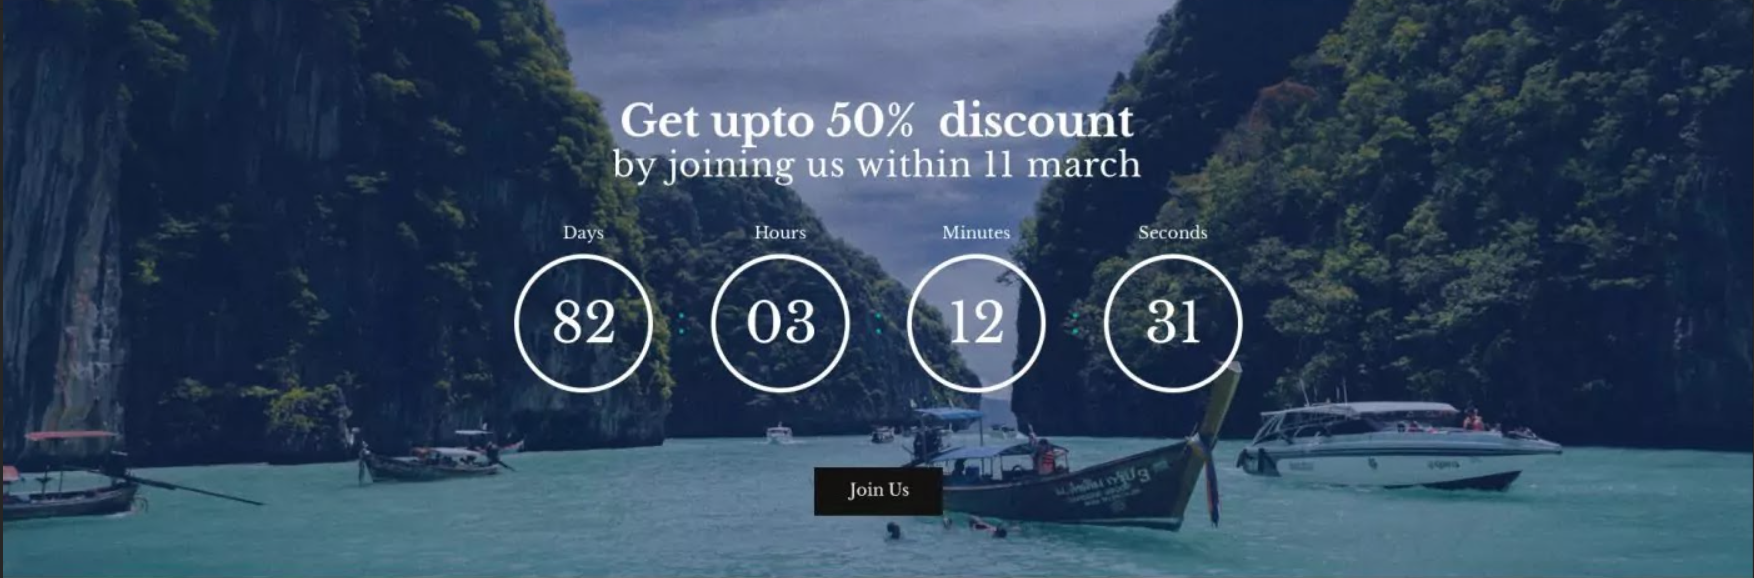 Get upto 50% discount
by joining us within 11 march
Days Hours Minutes Seconds
82 : 03 : 12 : 31
Join Us